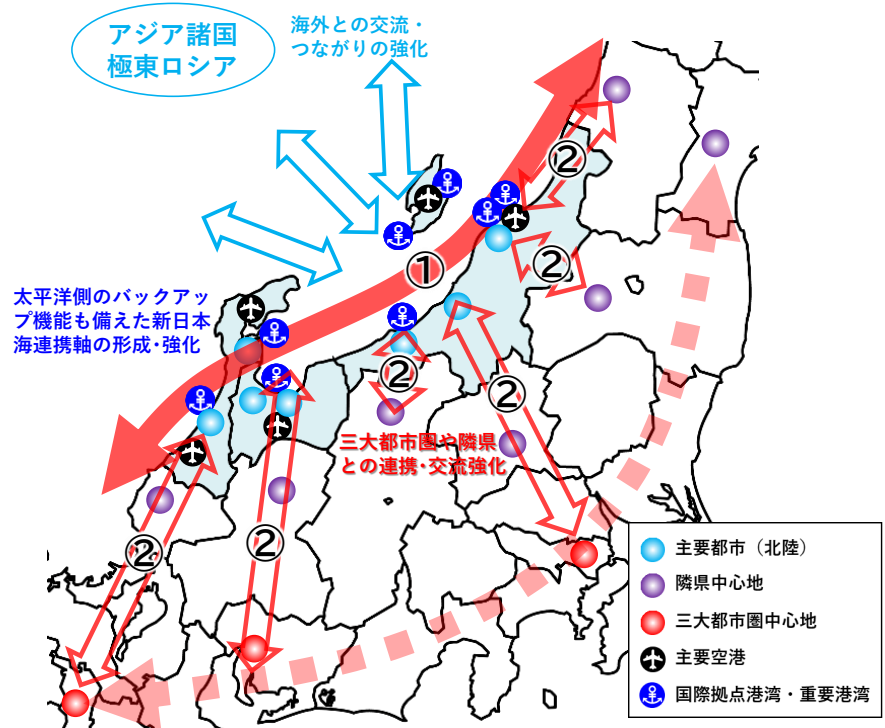 アジア諸国
極東ロシア
海外との交流・
つながりの強化
①
②
②
太平洋側のバックアッ
プ機能も備えた新日本
海連携軸の形成・強化
②
②
三大都市圏や隣県
との連携・交流強化
②
②
主要都市（北陸）
隣県中心地
三大都市圏中心地
主要空港
国際拠点港湾・重要港湾